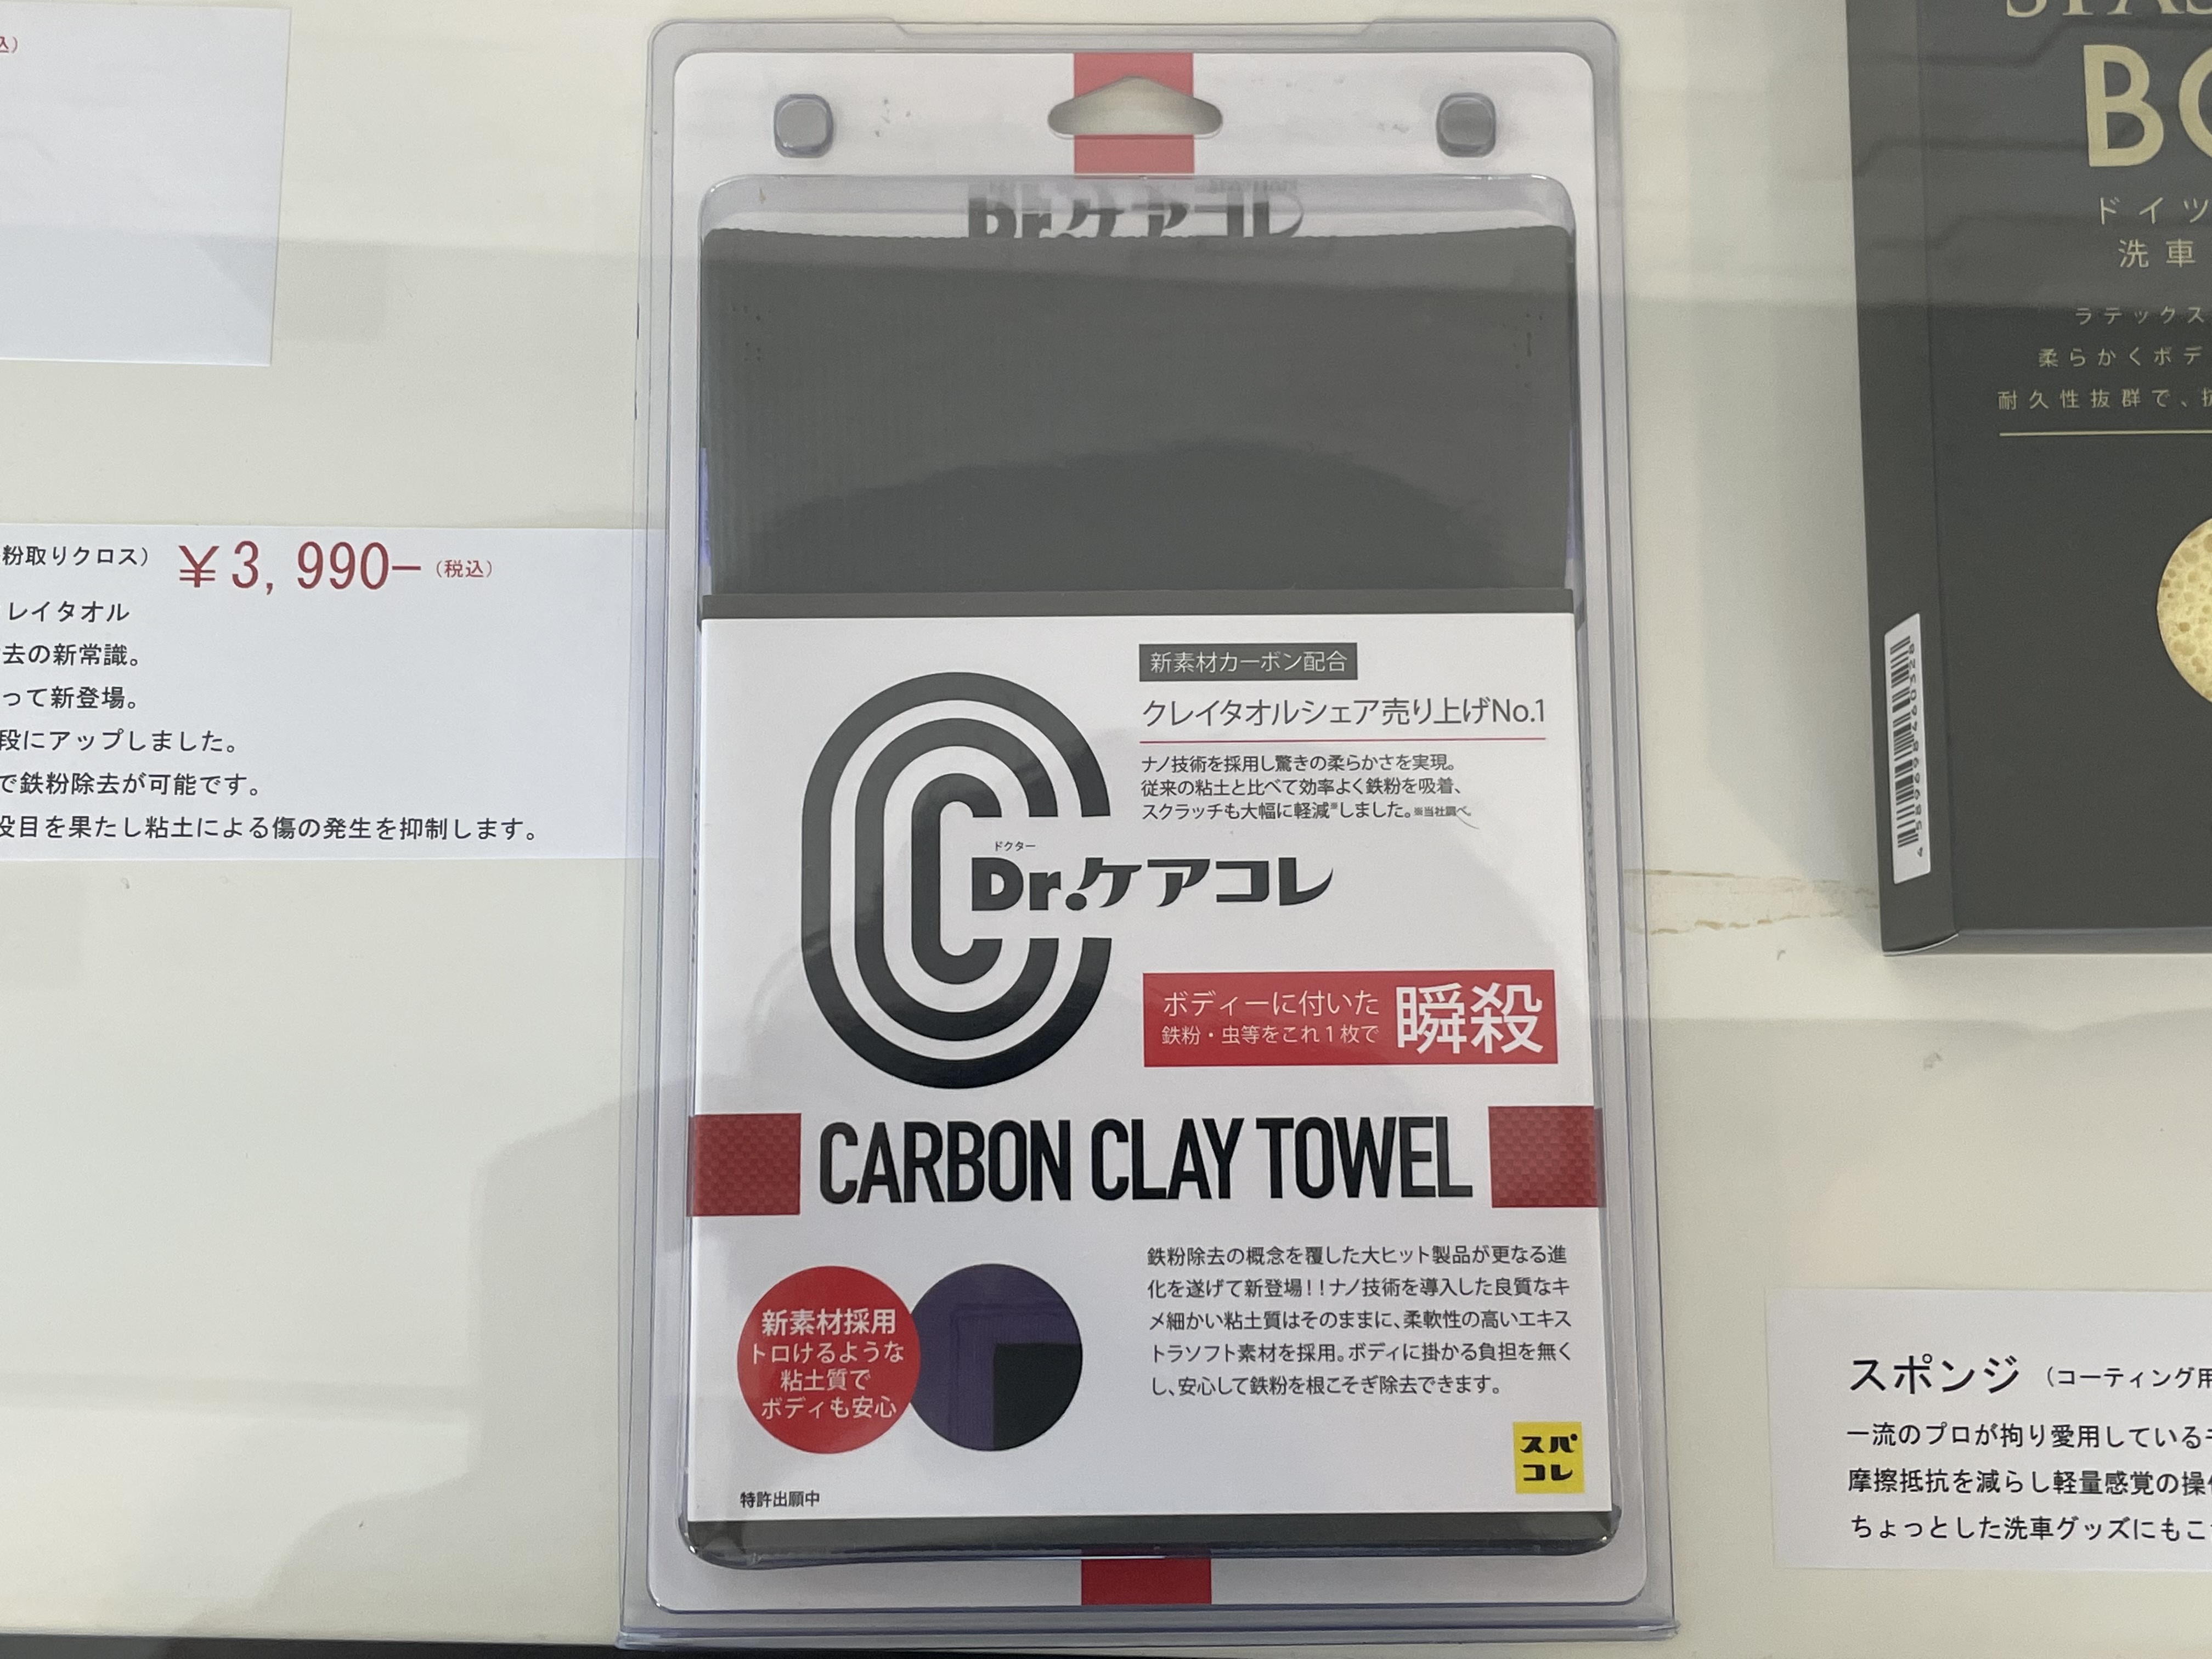 込）
粉取りクロス） ￥3,990−（税込）
レイタオル
去の新常識。
って新登場。
段にアップしました。
で鉄粉除去が可能です。
役目を果たし粘土による傷の発生を抑制します。
Dr.ケアコレ
新素材カーボン配合
クレイタオルシェア売り上げNo.1
ナノ技術を採用し驚きの柔らかさを実現。
従来の粘土と比べて効率よく鉄粉を吸着、
スクラッチも大幅に軽減※しました。※当社調べ
ドクター
Dr.ケアコレ
ボディーに付いた
鉄粉・虫等をこれ1枚で
瞬殺
CARBON CLAY TOWEL
新素材採用
トロけるような
粘土質で
ボディも安心
鉄粉除去の概念を覆した大ヒット製品が更なる進
化を遂げて新登場！！ナノ技術を導入した良質なキ
メ細かい粘土質はそのままに、柔軟性の高いエキス
トラソフト素材を採用。ボディに掛かる負担を無く
し、安心して鉄粉を根こそぎ除去できます。
特許出願中
スパ
コレ
BO
ドイツ
洗車
ラテックス
柔らかくボデ
耐久性抜群で、抗
スポンジ （コーティング用
一流のプロが拘り愛用している
摩擦抵抗を減らし軽量感覚の操
ちょっとした洗車グッズにもこ